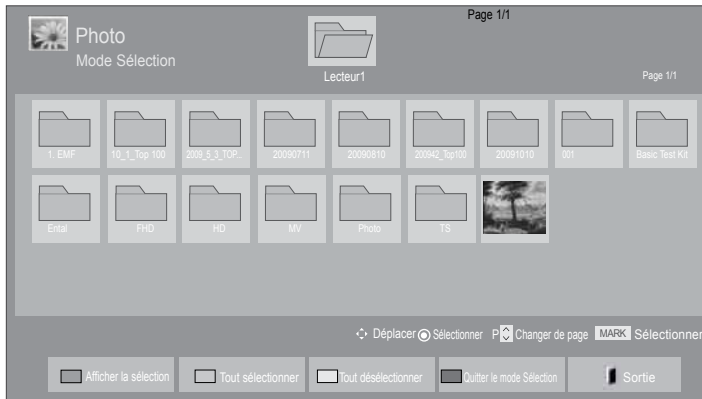 Page 1/1
Photo
Mode Sélection
Lecteur1
Page 1/1
1. EMF
10_1_Top 100
2009_5_3_TOP...
20090711
20090810
200942_Top100
20091010
001
Basic Test Kit
Ental
FHD
HD
MV
Photo
TS
Déplacer Sélectionner P Changer de page MARK Sélectionner
Afficher la sélection Tout sélectionner Tout désélectionner Quitter le mode Sélection Sortie